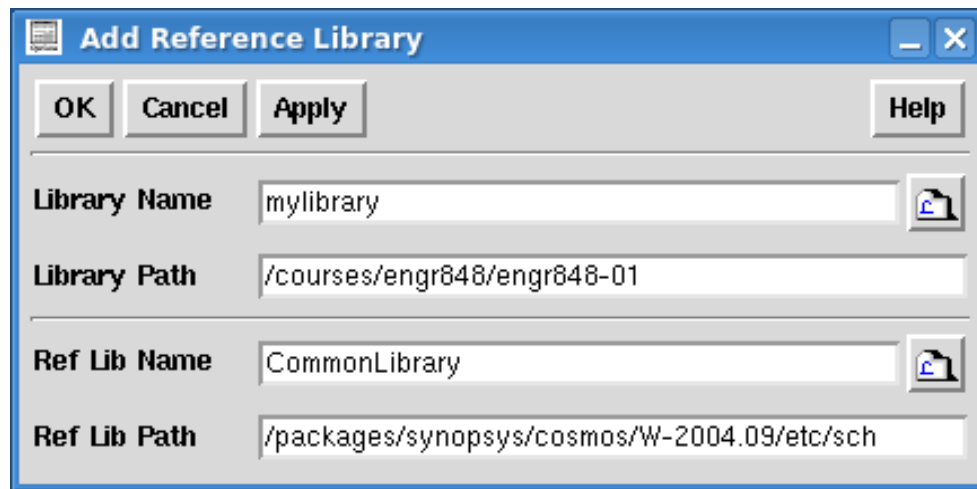 Add Reference Library
OK Cancel Apply Help
Library Name mylibrary
Library Path /courses/engr848/engr848-01
Ref Lib Name CommonLibrary
Ref Lib Path /packages/synopsys/cosmos/W-2004.09/etc/sch